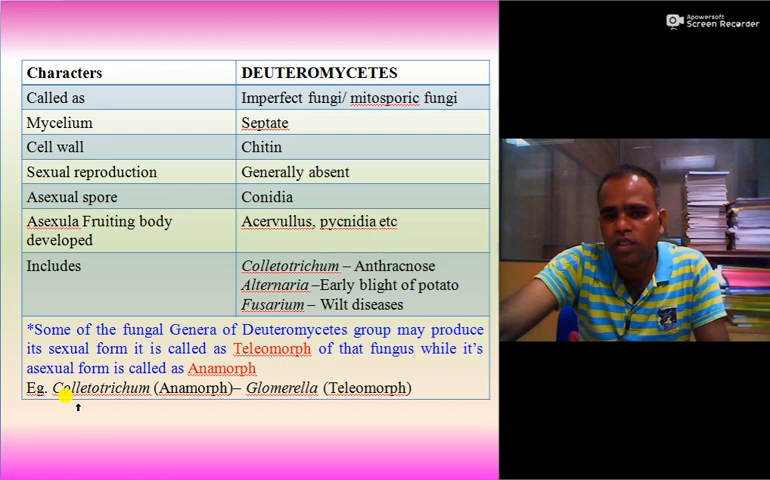 Apowersoft
Screen Recorder
Characters DEUTEROMYCETES
Called as Imperfect fungi/ mitosporic fungi
Mycelium Septate
Cell wall Chitin
Sexual reproduction Generally absent
Asexual spore Conidia
Asexula Fruiting body
developed
Acervullus, pycnidia etc
Includes
Colletotrichum – Anthracnose
Alternaria –Early blight of potato
Fusarium – Wilt diseases
*Some of the fungal Genera of Deuteromycetes group may produce
its sexual form it is called as Teleomorph of that fungus while it's
asexual form is called as Anamorph
Eg. Colletotrichum (Anamorph)– Glomerella (Teleomorph)